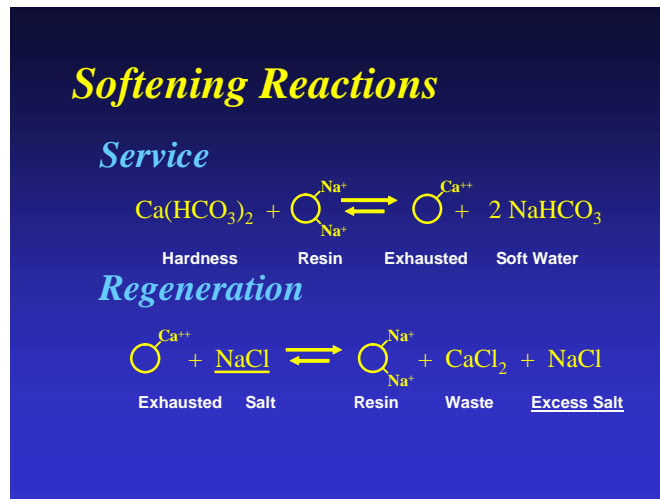 Softening Reactions
Service
Ca(HCO₃)₂ + Na⁺ Na⁺ ⇌ Ca⁺⁺ + 2 NaHCO₃
Hardness Resin Exhausted Soft Water
Regeneration
Ca⁺⁺ + NaCl ⇌ Na⁺ Na⁺ + CaCl₂ + NaCl
Exhausted Salt Resin Waste Excess Salt